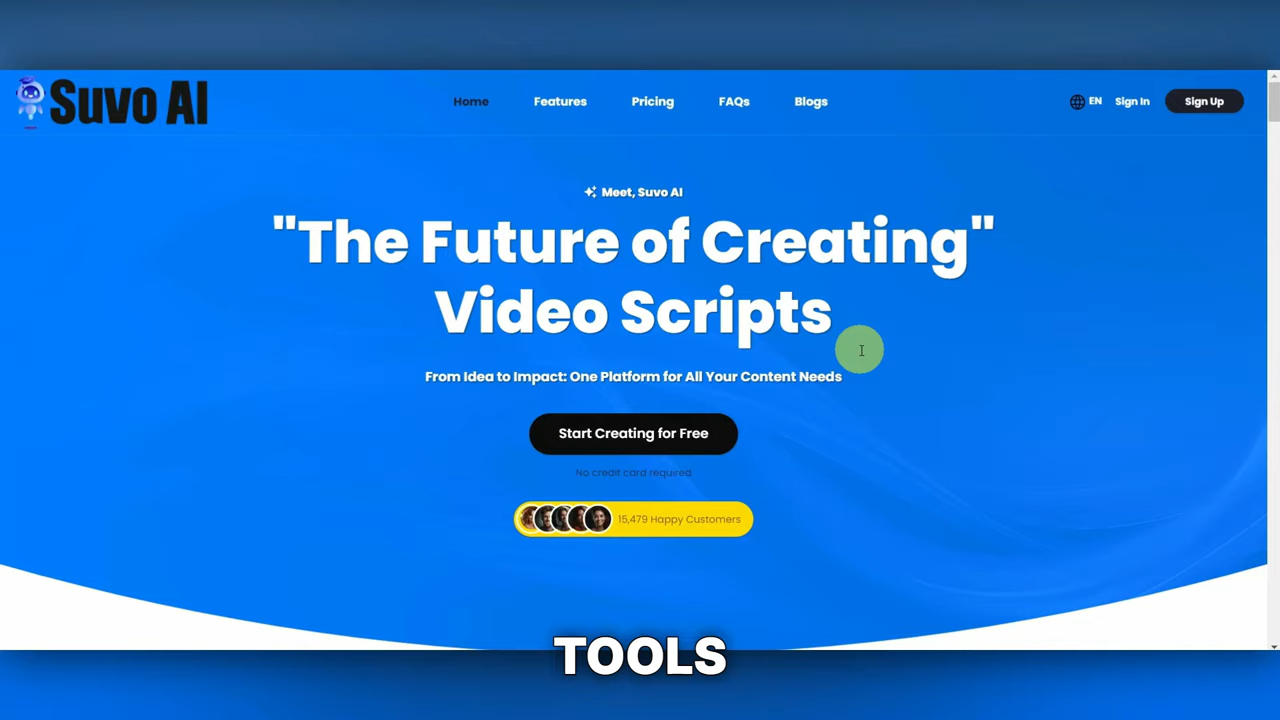 Suvo AI
Home Features Pricing FAQs Blogs
EN Sign In Sign Up
Meet, Suvo AI
"The Future of Creating"
Video Scripts
From Idea to Impact: One Platform for All Your Content Needs
Start Creating for Free
No credit card required
15,479 Happy Customers
TOOLS